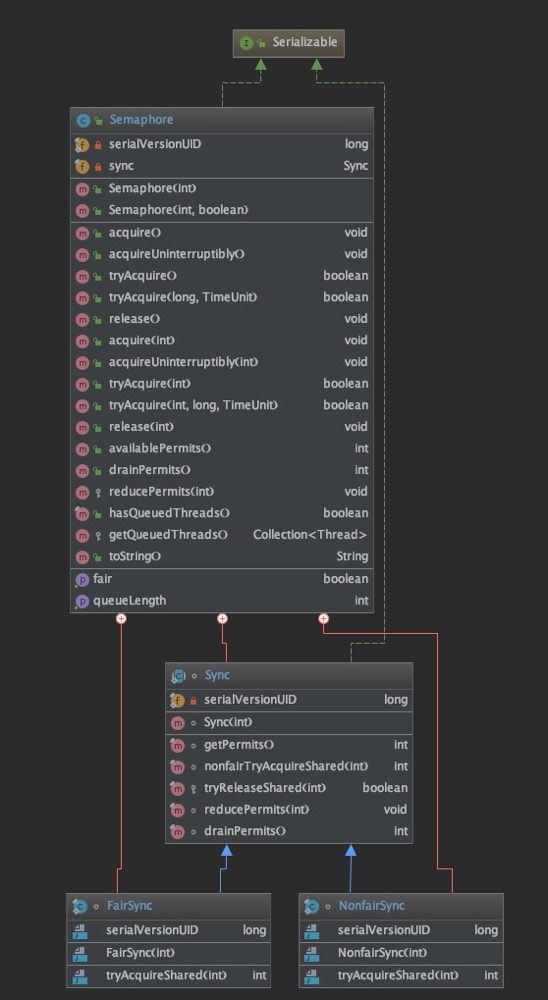 Serializable
Semaphore
serialVersionUID long
sync Sync
Semaphore(int)
Semaphore(int, boolean)
acquire() void
acquireUninterruptibly() void
tryAcquire() boolean
tryAcquire(long, TimeUnit) boolean
release() void
acquire(int) void
acquireUninterruptibly(int) void
tryAcquire(int) boolean
tryAcquire(int, long, TimeUnit) boolean
release(int) void
availablePermits() int
drainPermits() int
reducePermits(int) void
hasQueuedThreads() boolean
getQueuedThreads() Collection<Thread>
toString() String
fair boolean
queueLength int
Sync
serialVersionUID long
Sync(int)
getPermits() int
nonfairTryAcquireShared(int) int
tryReleaseShared(int) boolean
reducePermits(int) void
drainPermits() int
FairSync
serialVersionUID long
FairSync(int)
tryAcquireShared(int) int
NonfairSync
serialVersionUID long
NonfairSync(int)
tryAcquireShared(int) int